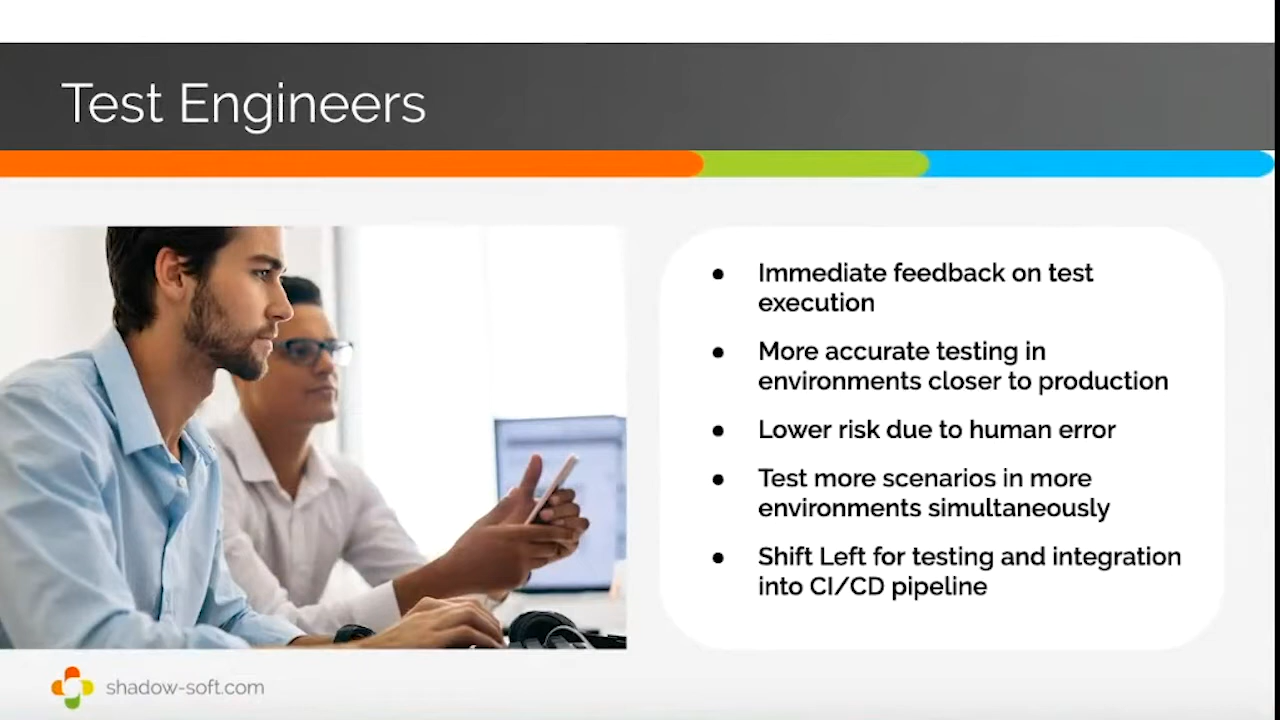 Test Engineers
● Immediate feedback on test
execution
● More accurate testing in
environments closer to production
● Lower risk due to human error
● Test more scenarios in more
environments simultaneously
● Shift Left for testing and integration
into CI/CD pipeline
shadow-soft.com